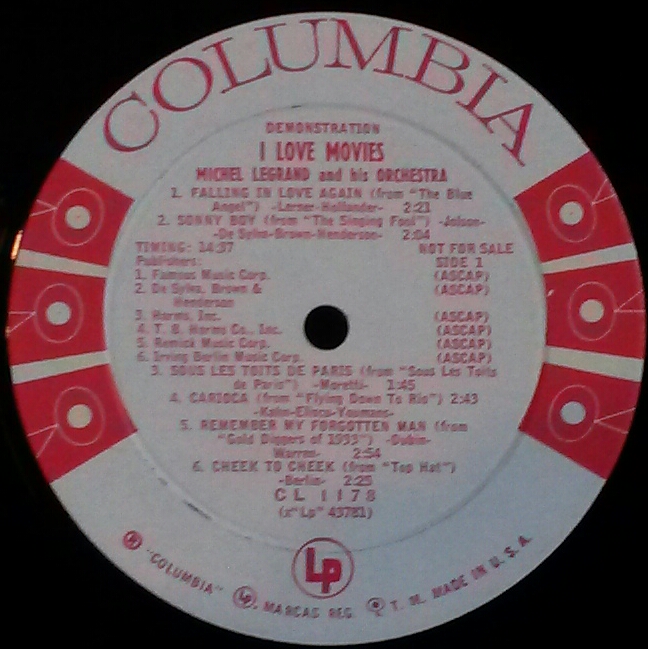 COLUMBIA
DEMONSTRATION
I LOVE MOVIES
MICHEL LEGRAND and his ORCHESTRA
1. FALLING IN LOVE AGAIN (from "The Blue
Angel") -Lerner-Hollander- 2:21
2. SONNY BOY (from "The Singing Fool") -Jolson-
-De Sylva-Brown-Henderson- 2:04
TIMING: 14:37 NOT FOR SALE
Publishers: SIDE 1
1. Famous Music Corp. (ASCAP)
2. De Sylva, Brown & (ASCAP)
Henderson
3. Harms, Inc. (ASCAP)
4. T. B. Harms Co., Inc. (ASCAP)
5. Remick Music Corp. (ASCAP)
6. Irving Berlin Music Corp. (ASCAP)
3. SOUS LES TOITS DE PARIS (from "Sous Les Toits
de Paris") -Moretti- 1:45
4. CARIOCA (from "Flying Down To Rio") 2:43
-Kahn-Eliscu-Youmans-
5. REMEMBER MY FORGOTTEN MAN (from
"Gold Diggers of 1933") -Dubin-
Warren- 2:54
6. CHEEK TO CHEEK (from "Top Hat")
-Berlin- 2:25
CL 1178
(x"Lp" 43781)
Lp
® "COLUMBIA" Lp, MARCAS REG. T. M. MADE IN U. S. A.